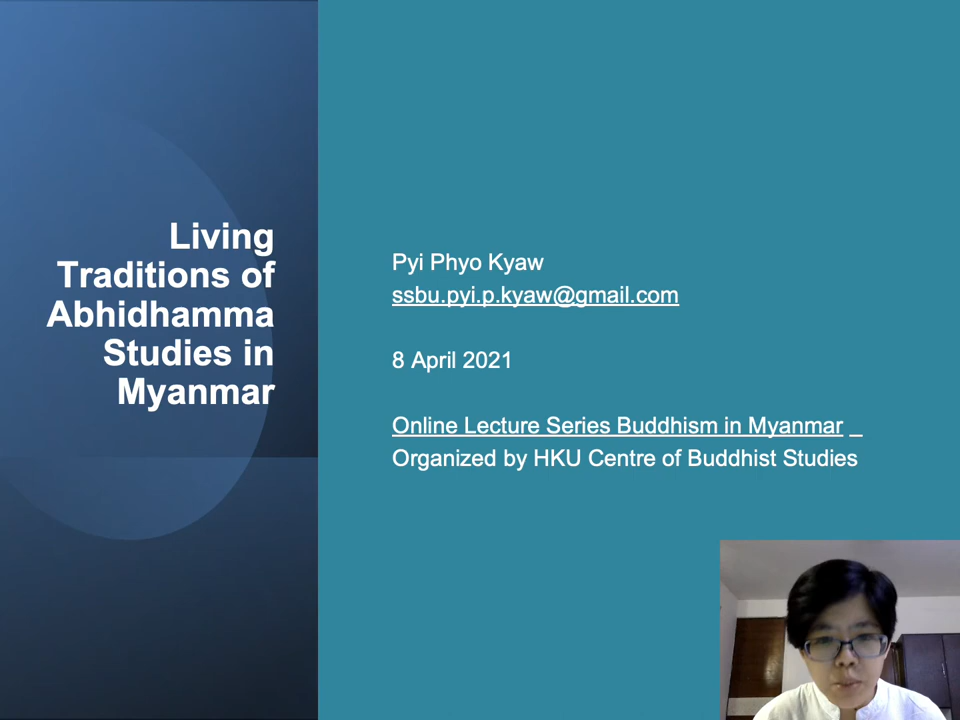 Living
Traditions of
Abhidhamma
Studies in
Myanmar
Pyi Phyo Kyaw
ssbu.pyi.p.kyaw@gmail.com
8 April 2021
Online Lecture Series Buddhism in Myanmar _
Organized by HKU Centre of Buddhist Studies